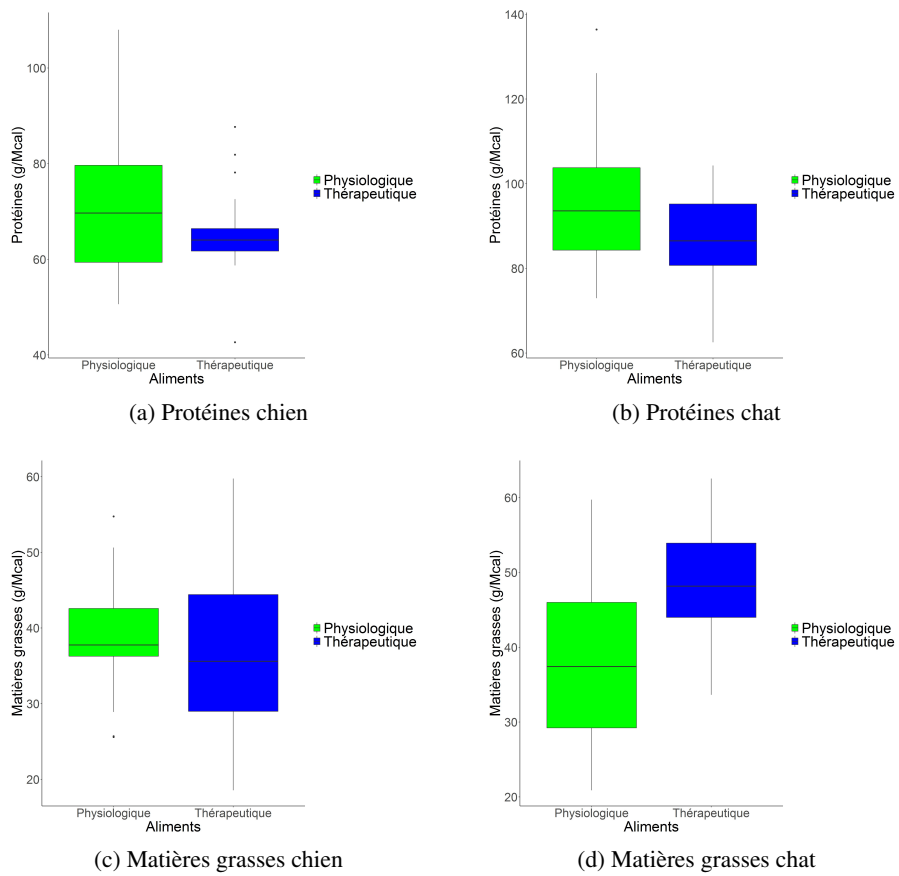 Protéines (g/Mcal)
100
80
60
40
Physiologique Thérapeutique
Aliments
Physiologique
Thérapeutique
(a) Protéines chien
Protéines (g/Mcal)
140
120
100
80
60
Physiologique Thérapeutique
Aliments
Physiologique
Thérapeutique
(b) Protéines chat
Matières grasses (g/Mcal)
60
50
40
30
20
Physiologique Thérapeutique
Aliments
Physiologique
Thérapeutique
(c) Matières grasses chien
Matières grasses (g/Mcal)
60
50
40
30
20
Physiologique Thérapeutique
Aliments
Physiologique
Thérapeutique
(d) Matières grasses chat